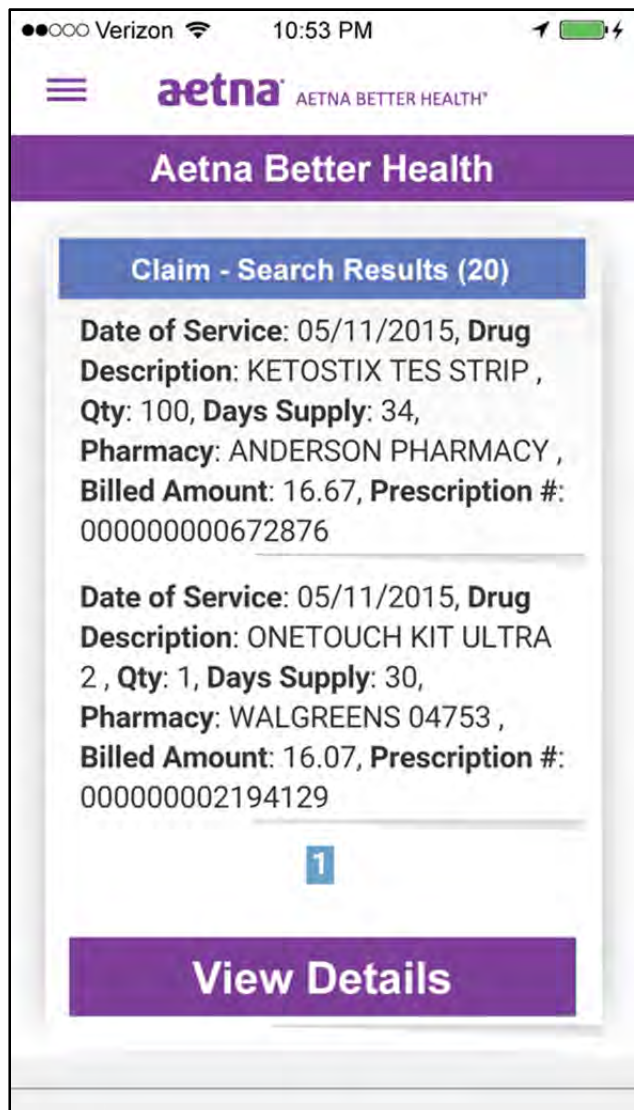 Verizon 10:53 PM
aetna AETNA BETTER HEALTH®
Aetna Better Health
Claim - Search Results (20)
Date of Service: 05/11/2015, Drug
Description: KETOSTIX TES STRIP ,
Qty: 100, Days Supply: 34,
Pharmacy: ANDERSON PHARMACY ,
Billed Amount: 16.67, Prescription #:
000000000672876
Date of Service: 05/11/2015, Drug
Description: ONETOUCH KIT ULTRA
2 , Qty: 1, Days Supply: 30,
Pharmacy: WALGREENS 04753 ,
Billed Amount: 16.07, Prescription #:
000000002194129
1
View Details